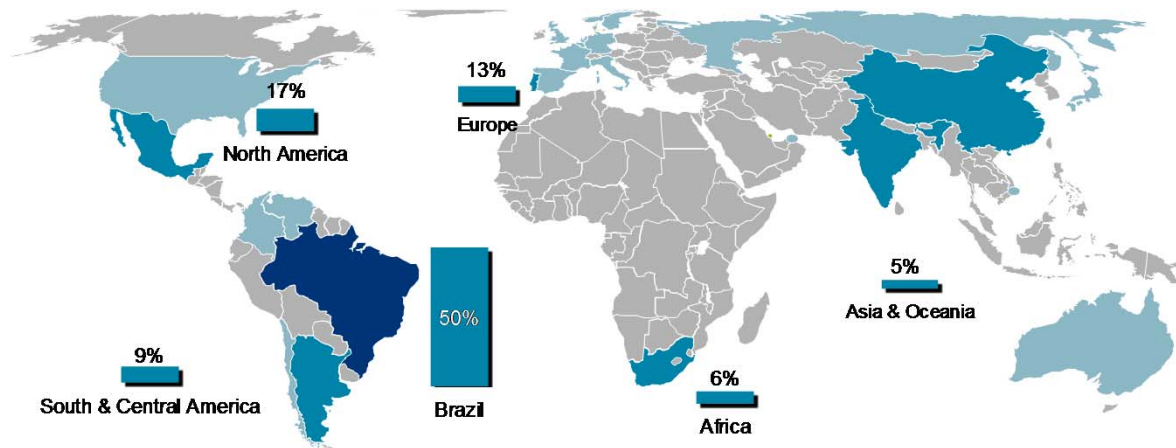 17%
North America
13%
Europe
50%
Brazil
9%
South & Central America
6%
Africa
5%
Asia & Oceania